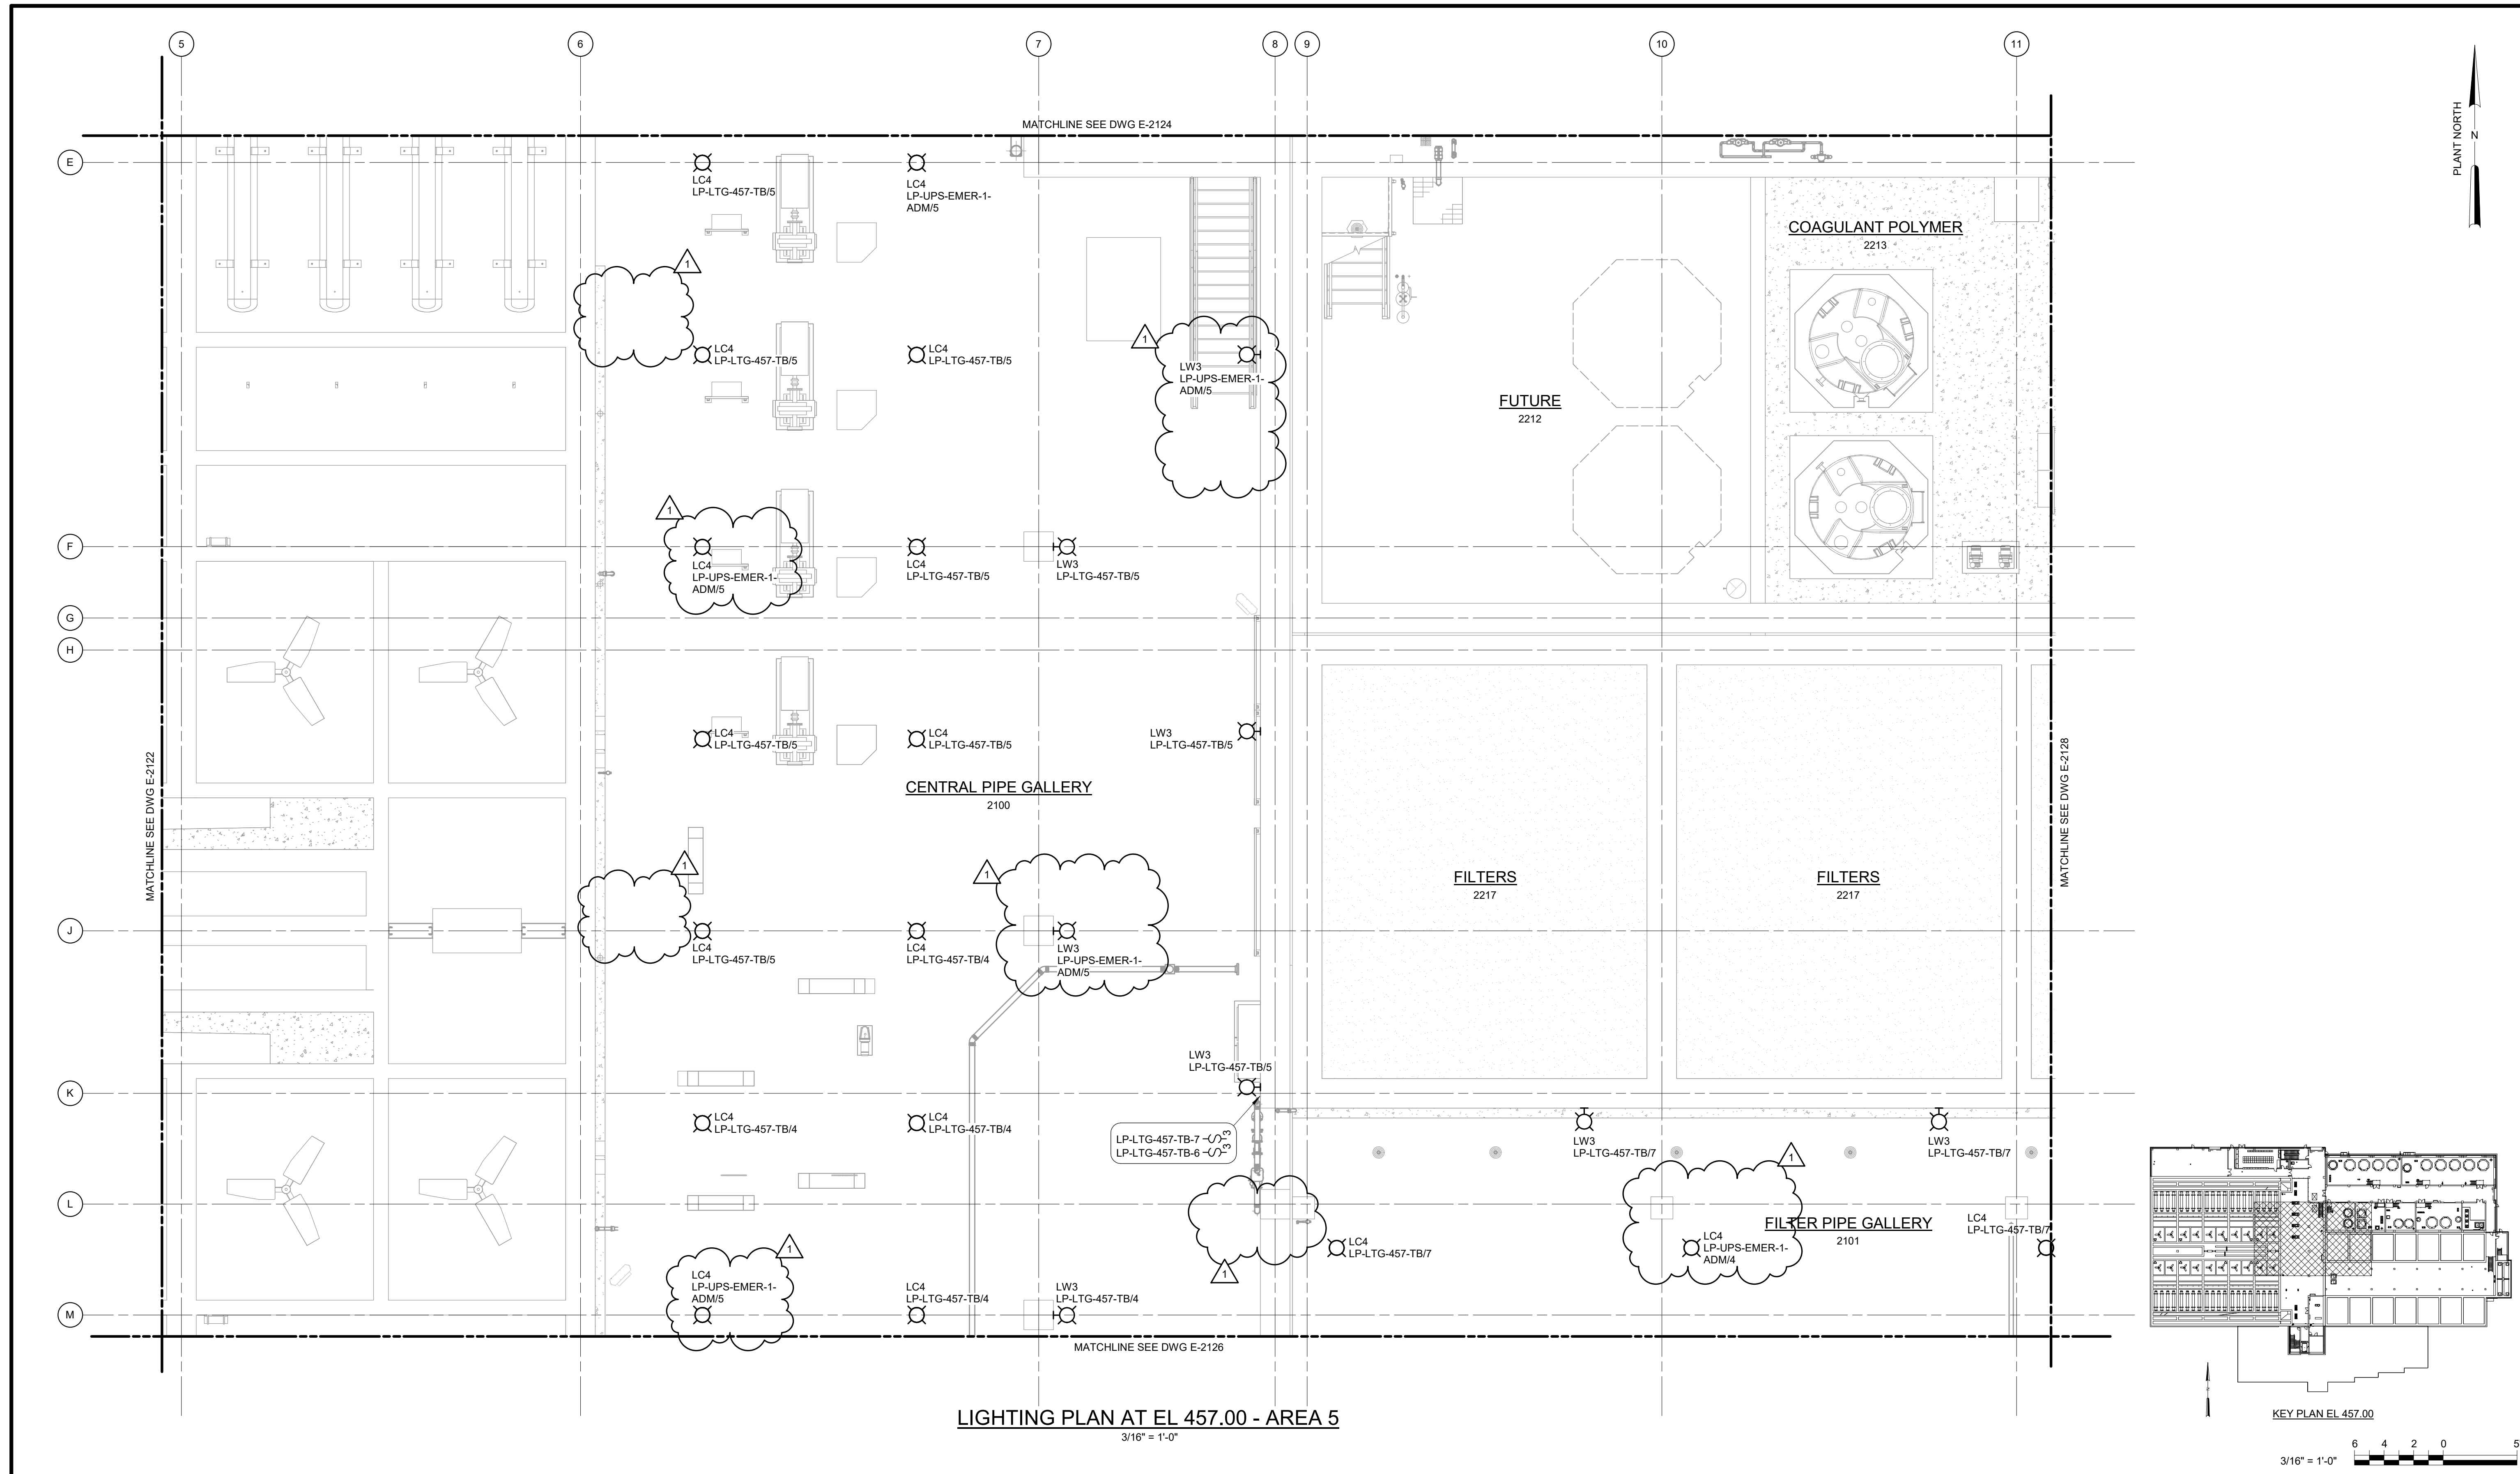 5
6
7
8
9
10
11
MATCHLINE SEE DWG E-2124
PLANT NORTH
N
E
LC4
LP-LTG-457-TB/5
LC4
LP-UPS-EMER-1-
ADM/5
COAGULANT POLYMER
2213
1
1
LC4
LP-LTG-457-TB/5
LC4
LP-LTG-457-TB/5
LW3
LP-UPS-EMER-1-
ADM/5
FUTURE
2212
1
F
LC4
LP-UPS-EMER-1-
ADM/5
LC4
LP-LTG-457-TB/5
LW3
LP-LTG-457-TB/5
G
H
LC4
LP-LTG-457-TB/5
LC4
LP-LTG-457-TB/5
LW3
LP-LTG-457-TB/5
MATCHLINE SEE DWG E-2122
CENTRAL PIPE GALLERY
2100
MATCHLINE SEE DWG E-2128
1
1
FILTERS
2217
FILTERS
2217
J
LC4
LP-LTG-457-TB/5
LC4
LP-LTG-457-TB/4
LW3
LP-UPS-EMER-1-
ADM/5
LW3
LP-LTG-457-TB/5
K
LC4
LP-LTG-457-TB/4
LC4
LP-LTG-457-TB/4
LP-LTG-457-TB-7 S 3
LP-LTG-457-TB-6 S 3
LW3
LP-LTG-457-TB/7
LW3
LP-LTG-457-TB/7
1
L
FILTER PIPE GALLERY
2101
LC4
LP-LTG-457-TB/7
LC4
LP-UPS-EMER-1-
ADM/4
LC4
LP-LTG-457-TB/7
1
1
M
LC4
LP-UPS-EMER-1-
ADM/5
LC4
LP-LTG-457-TB/4
LW3
LP-LTG-457-TB/4
MATCHLINE SEE DWG E-2126
LIGHTING PLAN AT EL 457.00 - AREA 5
3/16" = 1'-0"
KEY PLAN EL 457.00
6 4 2 0 5
3/16" = 1'-0"